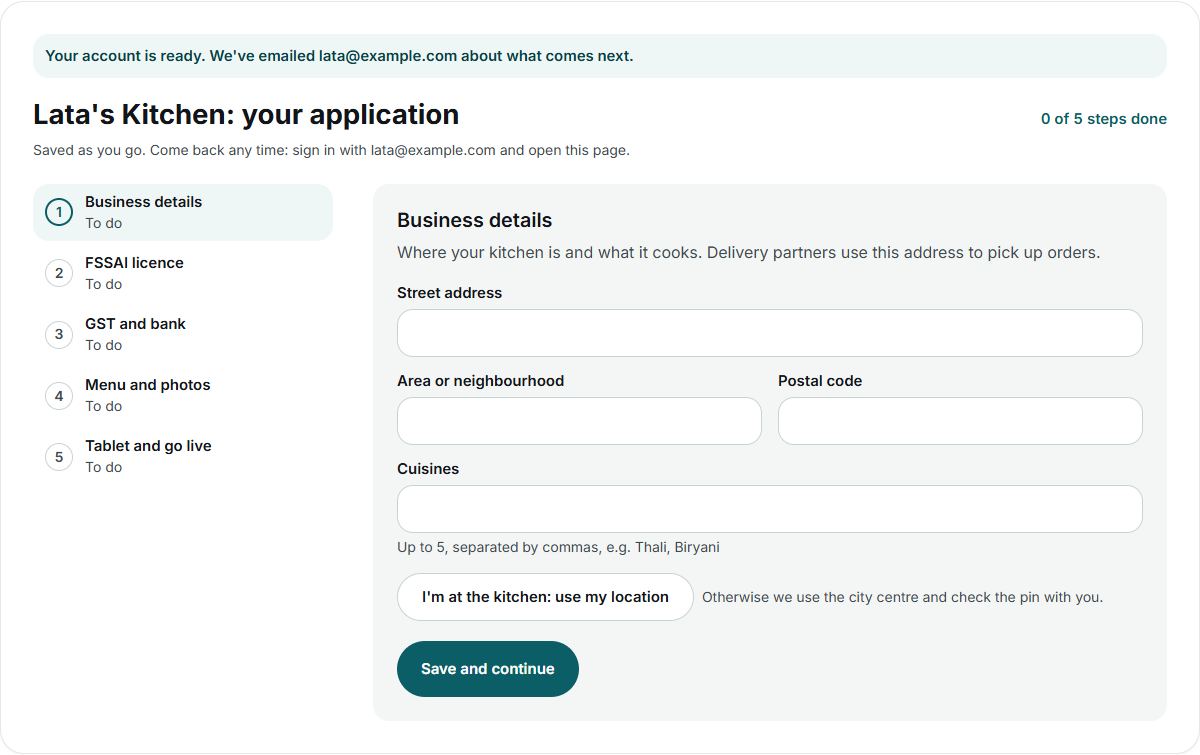 Your account is ready. We've emailed lata@example.com about what comes next.
Lata's Kitchen: your application
0 of 5 steps done
Saved as you go. Come back any time: sign in with lata@example.com and open this page.
1
Business details
To do
2
FSSAI licence
To do
3
GST and bank
To do
4
Menu and photos
To do
5
Tablet and go live
To do
Business details
Where your kitchen is and what it cooks. Delivery partners use this address to pick up orders.
Street address
Area or neighbourhood
Postal code
Cuisines
Up to 5, separated by commas, e.g. Thali, Biryani
I'm at the kitchen: use my location
Otherwise we use the city centre and check the pin with you.
Save and continue